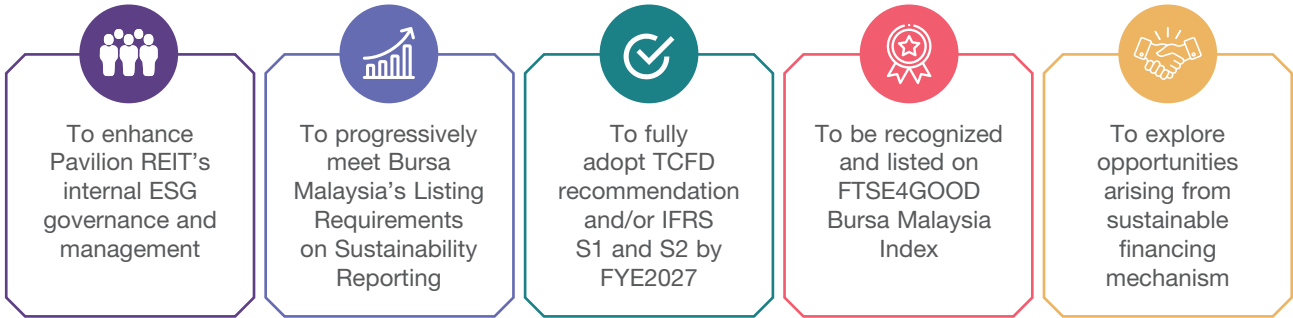 To enhance
Pavilion REIT's
internal ESG
governance and
management
To progressively
meet Bursa
Malaysia's Listing
Requirements
on Sustainability
Reporting
To fully
adopt TCFD
recommendation
and/or IFRS
S1 and S2 by
FYE2027
To be recognized
and listed on
FTSE4GOOD
Bursa Malaysia
Index
To explore
opportunities
arising from
sustainable
financing
mechanism